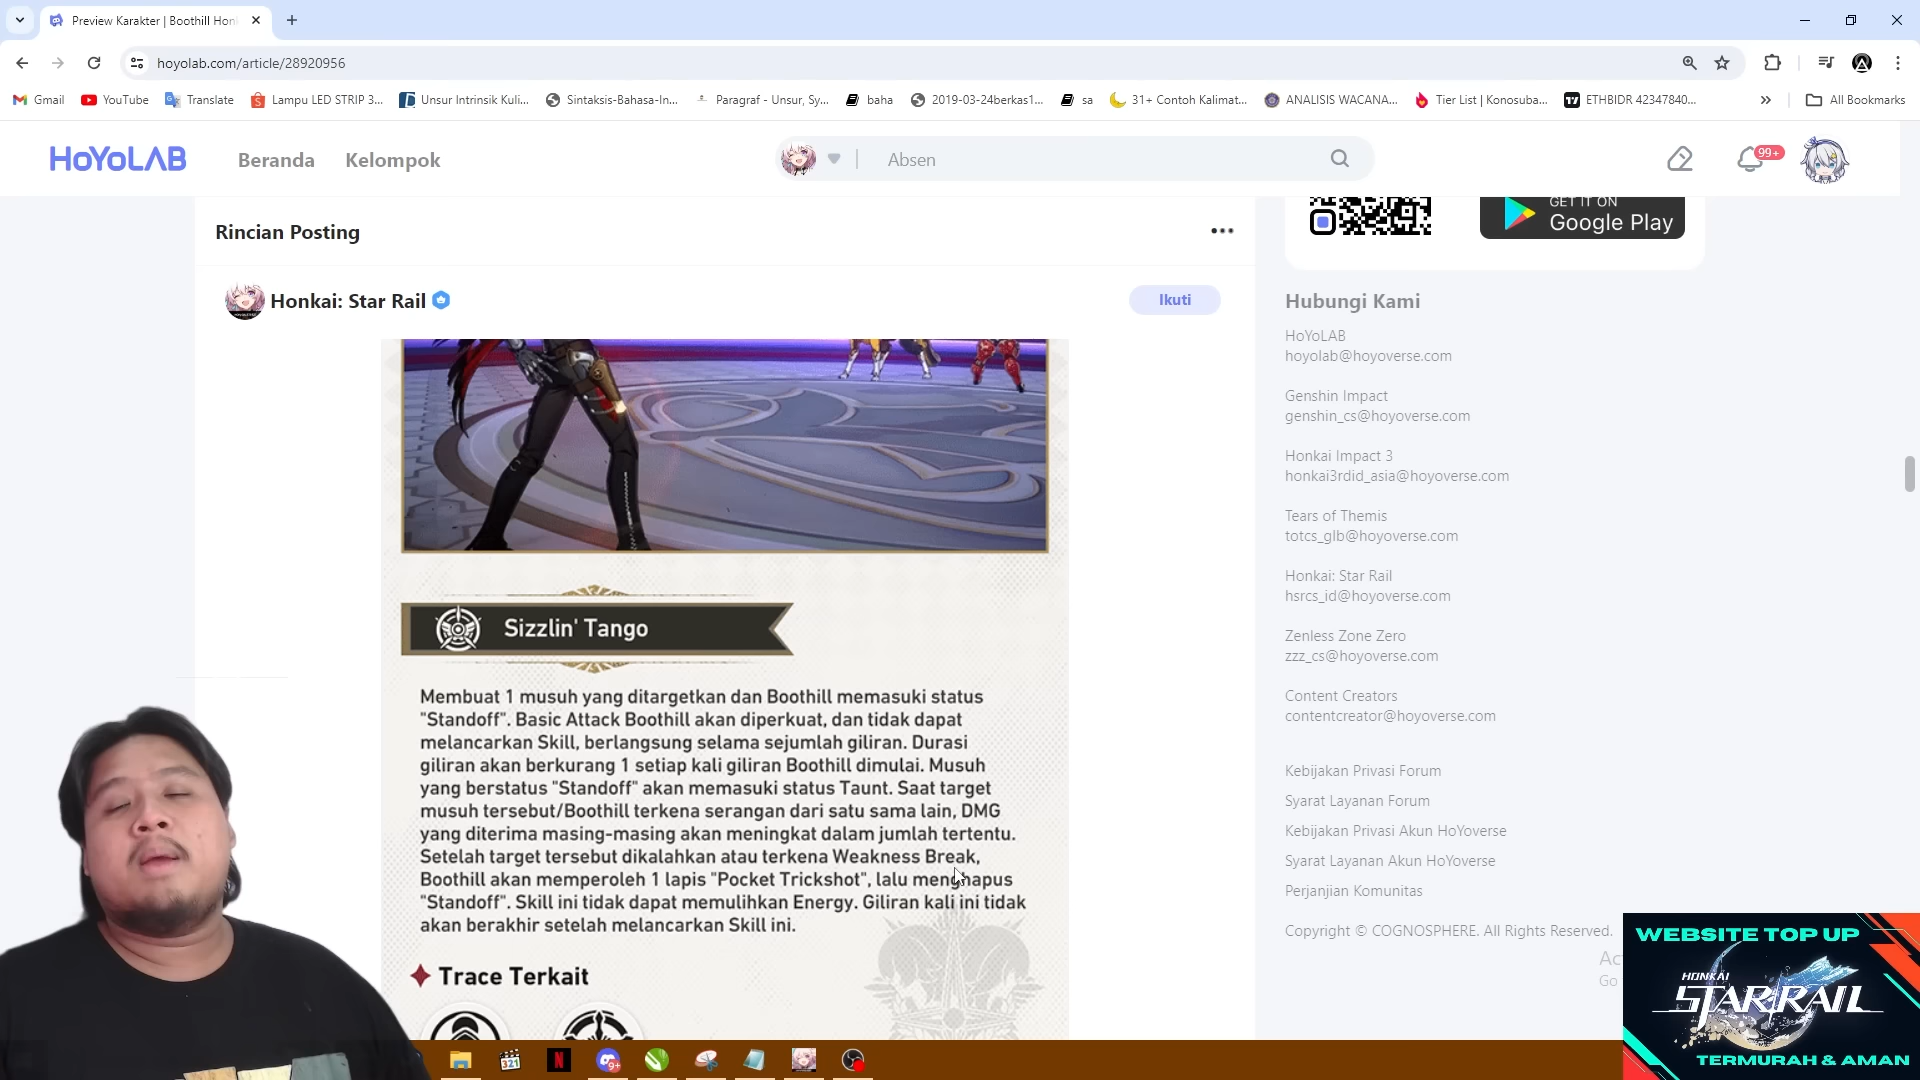 Preview Karakter | Boothill Honk
hoyolab.com/article/28920956
Gmail
YouTube
Translate
Lampu LED STRIP 3...
Unsur Intrinsik Kuli...
Sintaksis-Bahasa-In...
Paragraf - Unsur, Sy...
baha
2019-03-24berkas1...
sa
31+ Contoh Kalimat...
ANALISIS WACANA...
Tier List | Konosuba...
ETHBIDR 42347840...
All Bookmarks
HoYoLAB
Beranda
Kelompok
Absen
99+
Rincian Posting
Honkai: Star Rail
Ikuti
Sizzlin' Tango
Membuat 1 musuh yang ditargetkan dan Boothill memasuki status
"Standoff". Basic Attack Boothill akan diperkuat, dan tidak dapat
melancarkan Skill, berlangsung selama sejumlah giliran. Durasi
giliran akan berkurang 1 setiap kali giliran Boothill dimulai. Musuh
yang berstatus "Standoff" akan memasuki status Taunt. Saat target
musuh tersebut/Boothill terkena serangan dari satu sama lain, DMG
yang diterima masing-masing akan meningkat dalam jumlah tertentu.
Setelah target tersebut dikalahkan atau terkena Weakness Break,
Boothill akan memperoleh 1 lapis "Pocket Trickshot", lalu menghapus
"Standoff". Skill ini tidak dapat memulihkan Energy. Giliran kali ini tidak
akan berakhir setelah melancarkan Skill ini.
Trace Terkait
GET IT ON
Google Play
Hubungi Kami
HoYoLAB
hoyolab@hoyoverse.com
Genshin Impact
genshin_cs@hoyoverse.com
Honkai Impact 3
honkai3rdid_asia@hoyoverse.com
Tears of Themis
totcs_glb@hoyoverse.com
Honkai: Star Rail
hsrcs_id@hoyoverse.com
Zenless Zone Zero
zzz_cs@hoyoverse.com
Content Creators
contentcreator@hoyoverse.com
Kebijakan Privasi Forum
Syarat Layanan Forum
Kebijakan Privasi Akun HoYoverse
Syarat Layanan Akun HoYoverse
Perjanjian Komunitas
Copyright © COGNOSPHERE. All Rights Reserved.
Go
WEBSITE TOP UP
HONKAI
STAR RAIL
TERMURAH & AMAN
321
N
9+